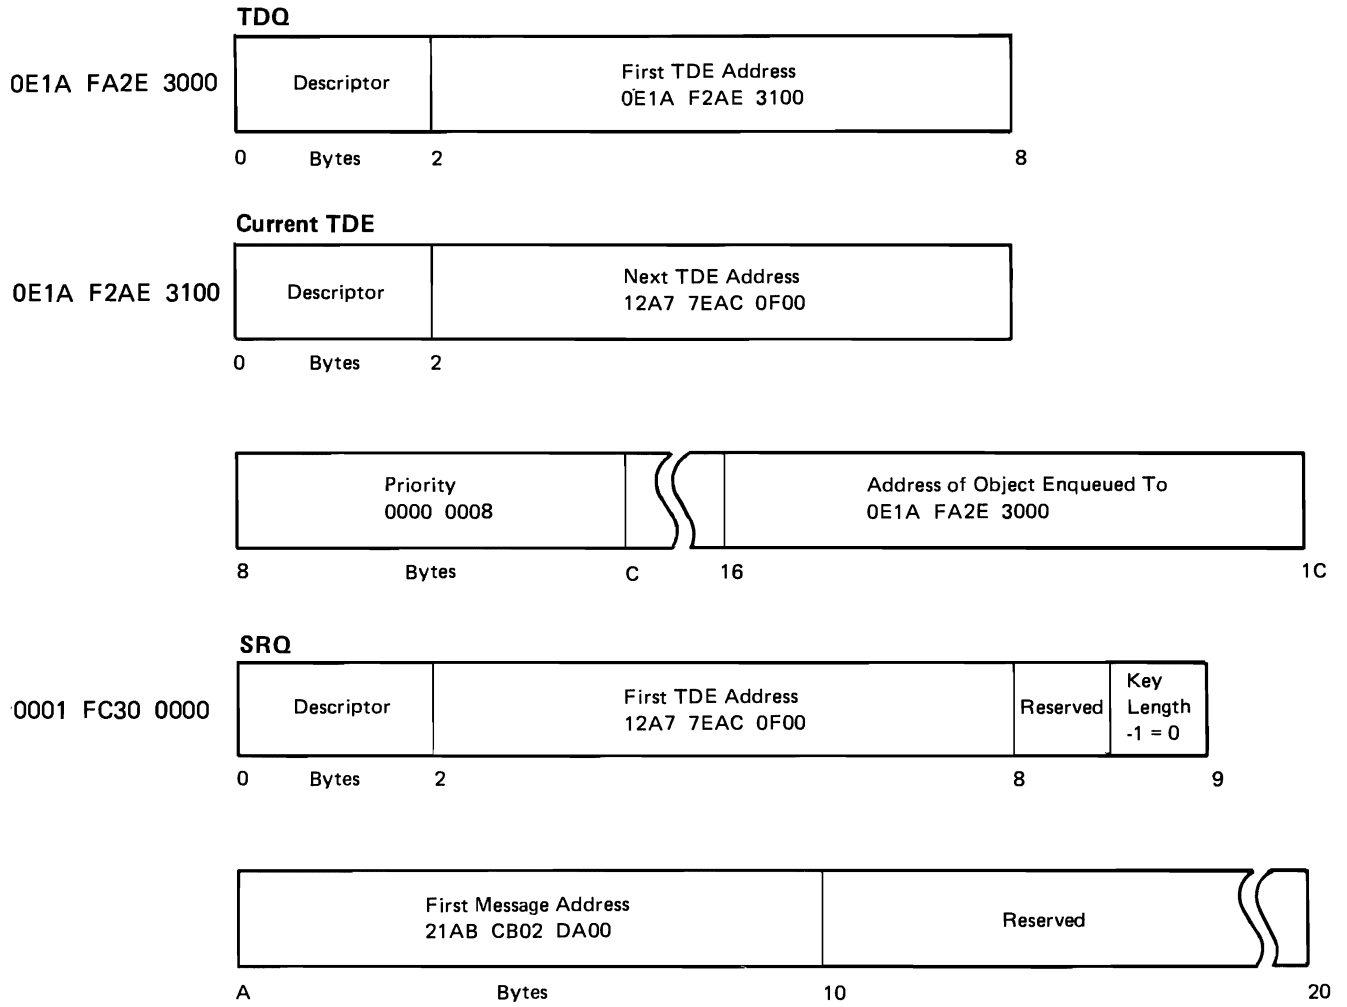 TDQ
0E1A FA2E 3000
Descriptor
First TDE Address
0E1A F2AE 3100
0 Bytes 2 8
Current TDE
0E1A F2AE 3100
Descriptor
Next TDE Address
12A7 7EAC 0F00
0 Bytes 2
Priority
0000 0008
Address of Object Enqueued To
0E1A FA2E 3000
8 Bytes C 16 1C
SRQ
0001 FC30 0000
Descriptor
First TDE Address
12A7 7EAC 0F00
Reserved
Key
Length
-1 = 0
0 Bytes 2 8 9
First Message Address
21AB CB02 DA00
Reserved
A Bytes 10 20